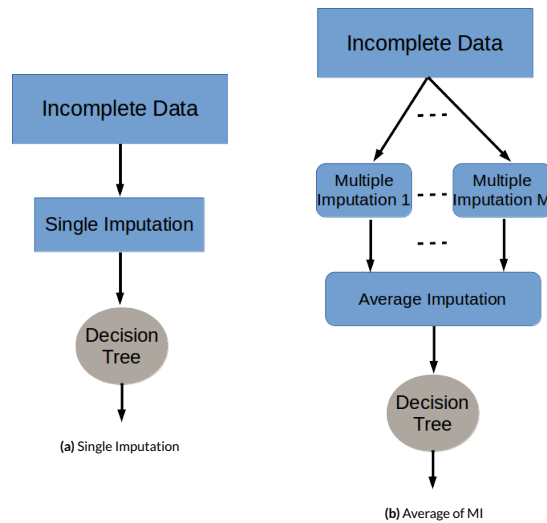 Incomplete Data
Single Imputation
Decision
Tree
(a) Single Imputation
Incomplete Data
Multiple
Imputation 1
Multiple
Imputation M
Average Imputation
Decision
Tree
(b) Average of MI